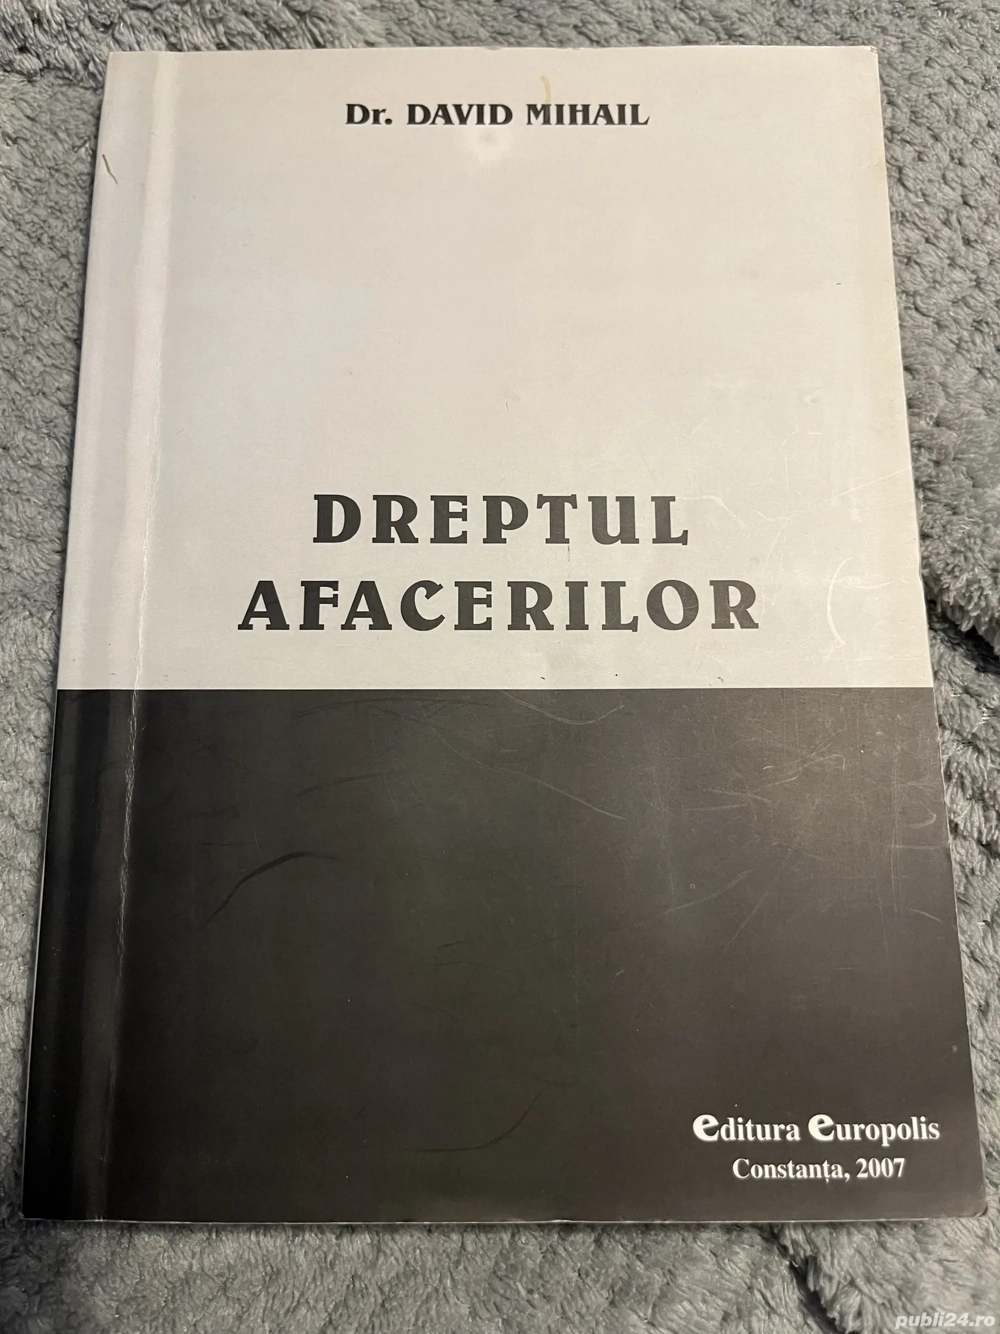 Dr. DAVID MIHAIL
DREPTUL
AFACERILOR
editura europolis
Constanța, 2007
publi24.ro